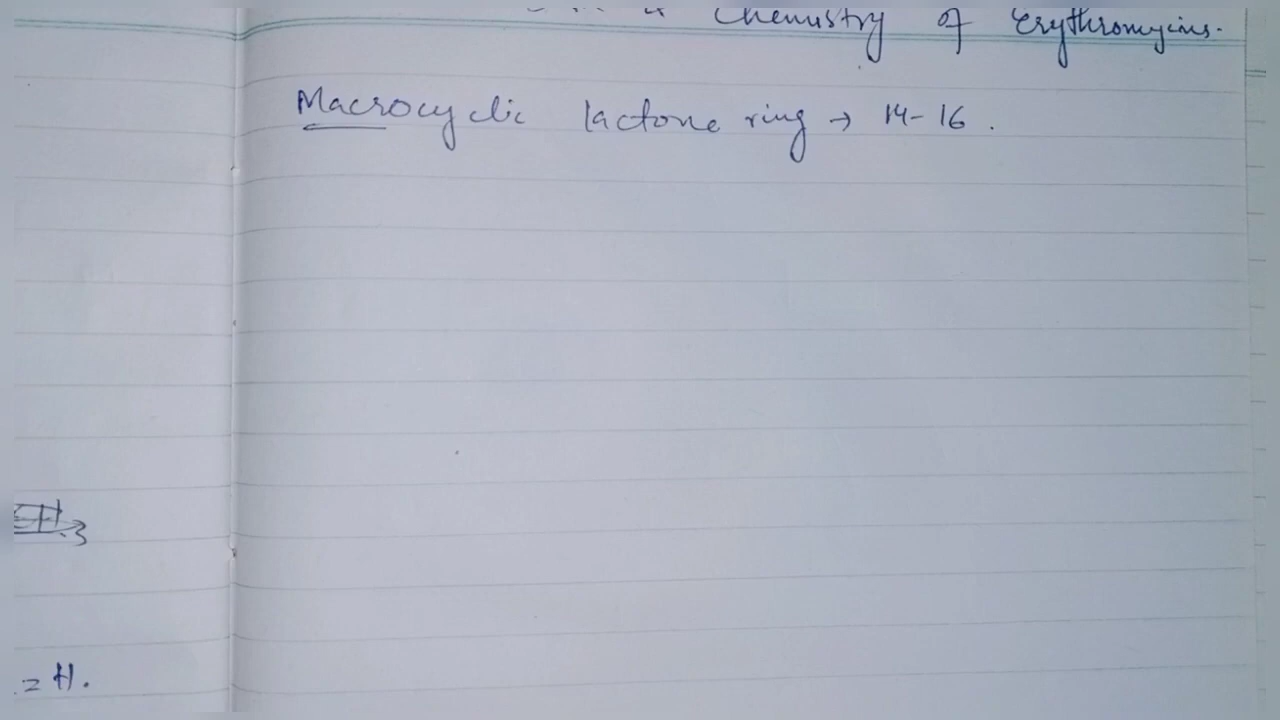 Chemistry of Erythromycins.
Macrocyclic lactone ring → 14-16.
= H.